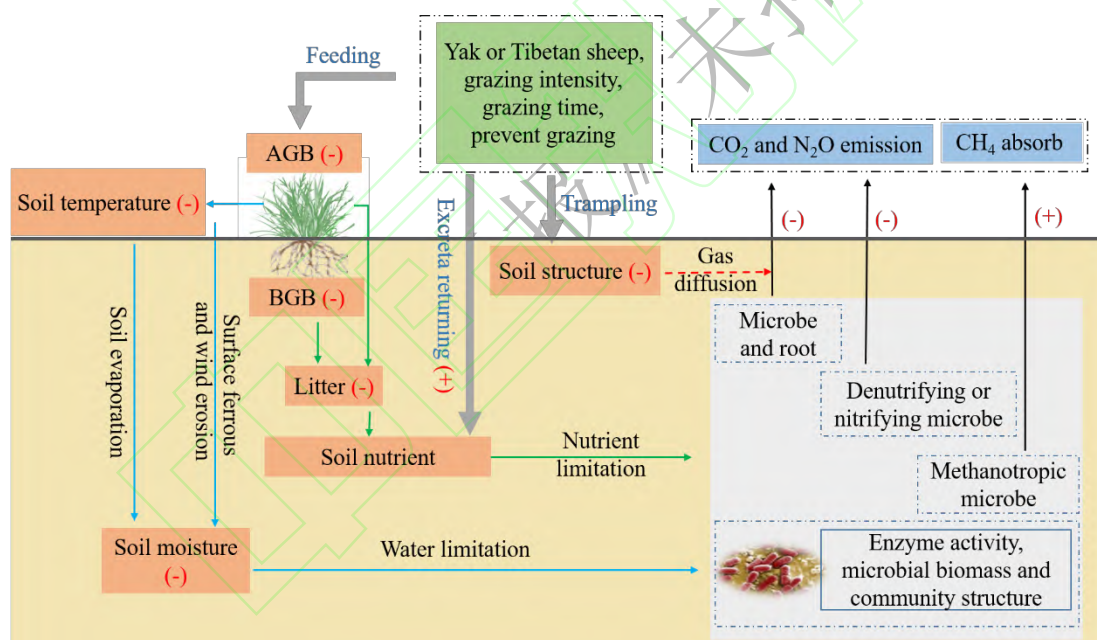 Feeding
Yak or Tibetan sheep,
grazing intensity,
grazing time,
prevent grazing
AGB (-)
CO₂ and N₂O emission
CH₄ absorb
Soil temperature (-)
Excreta returning (+)
Trampling
(-)
(-)
(+)
Soil structure (-)
Gas
diffusion
BGB (-)
Soil evaporation
Surface ferrous
and wind erosion
Microbe
and root
Litter (-)
Denutrifying or
nitrifying microbe
Soil nutrient
Nutrient
limitation
Methanotropic
microbe
Soil moisture
(-)
Water limitation
Enzyme activity,
microbial biomass and
community structure
报
未